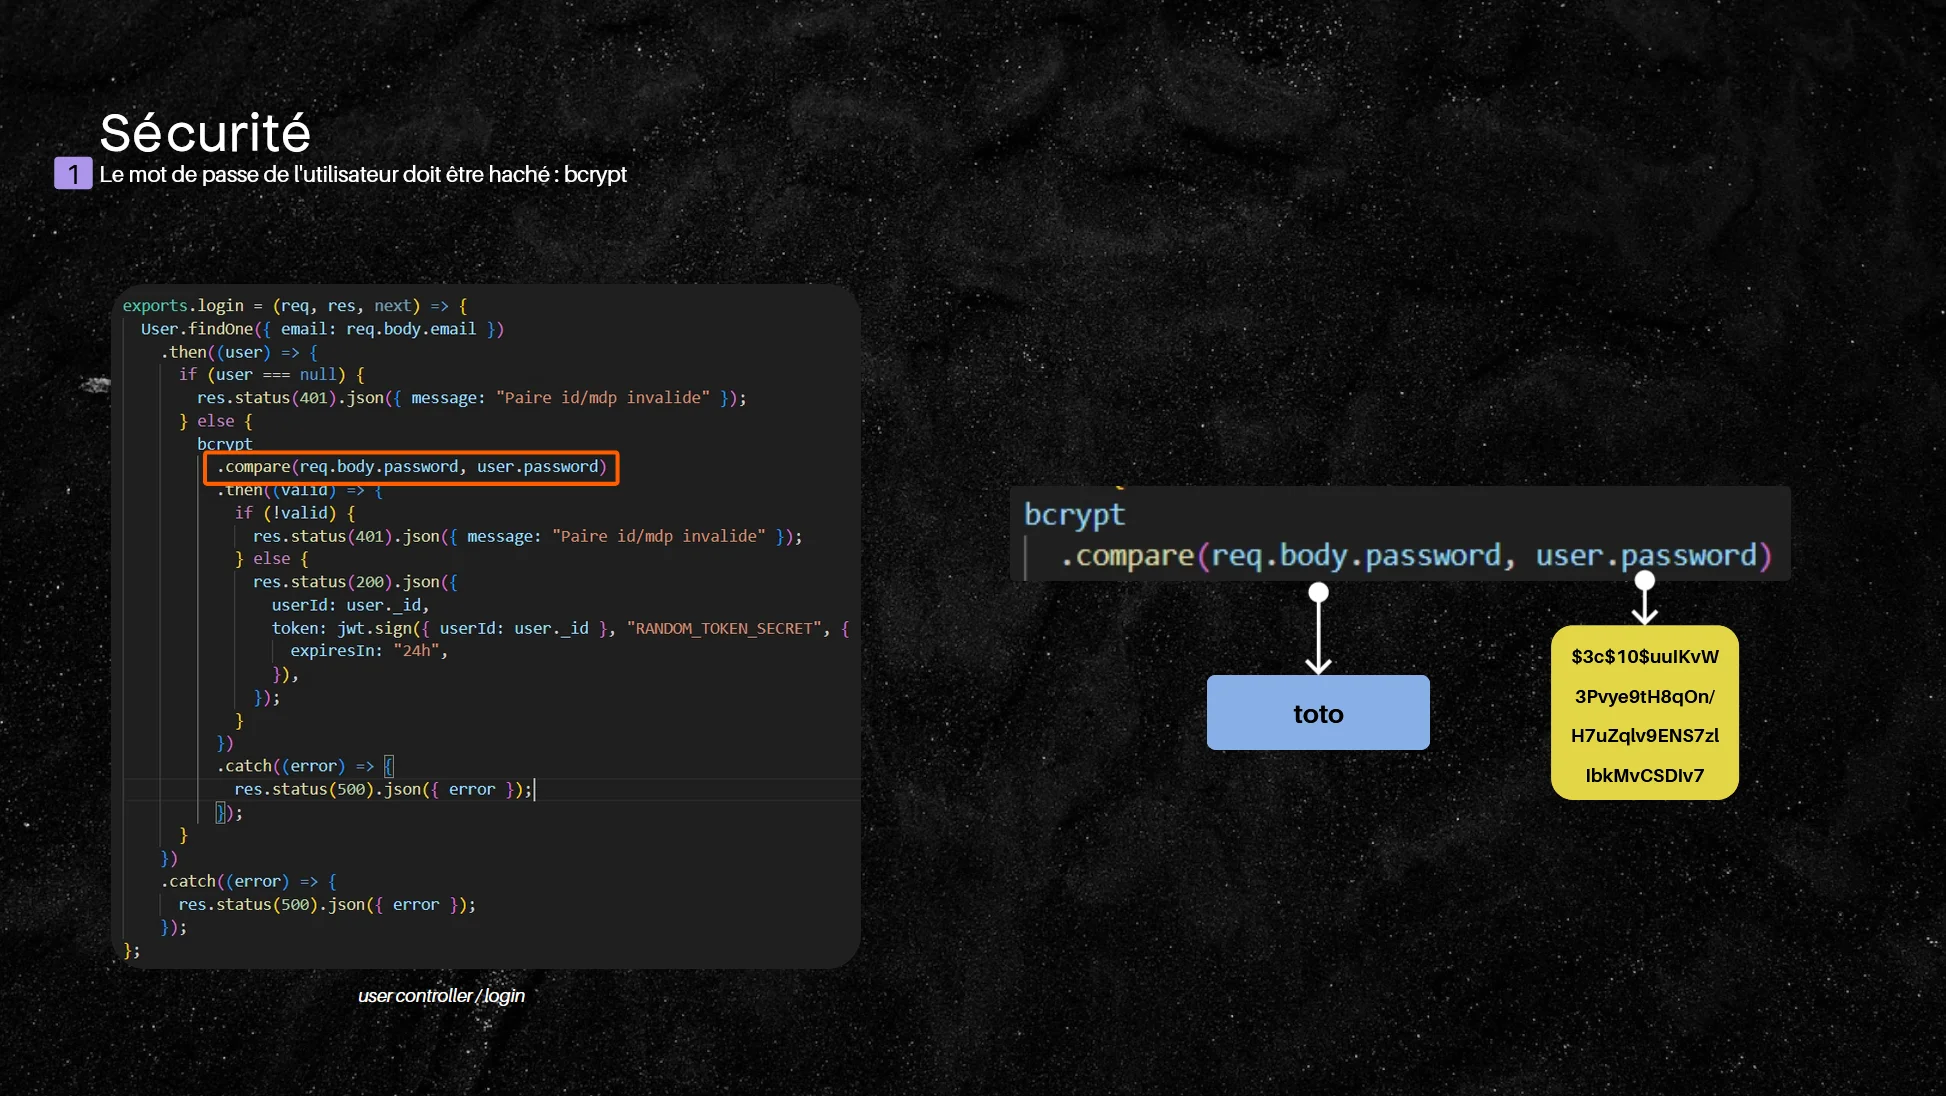 Sécurité
1 Le mot de passe de l'utilisateur doit être haché : bcrypt
exports.login = (req, res, next) => {
User.findOne({ email: req.body.email })
.then((user) => {
if (user === null) {
res.status(401).json({ message: "Paire id/mdp invalide" });
} else {
bcrypt
.compare(req.body.password, user.password)
.then((valid) => {
if (!valid) {
res.status(401).json({ message: "Paire id/mdp invalide" });
} else {
res.status(200).json({
userId: user._id,
token: jwt.sign({ userId: user._id }, "RANDOM_TOKEN_SECRET", {
expiresIn: "24h",
}),
});
}
})
.catch((error) => {
res.status(500).json({ error });
});
}
})
.catch((error) => {
res.status(500).json({ error });
});
};
user controller / login
bcrypt
.compare(req.body.password, user.password)
toto
$3c$10$uuIKvW
3Pvye9tH8qOn/
H7uZqlv9ENS7zl
IbkMvCSDIv7